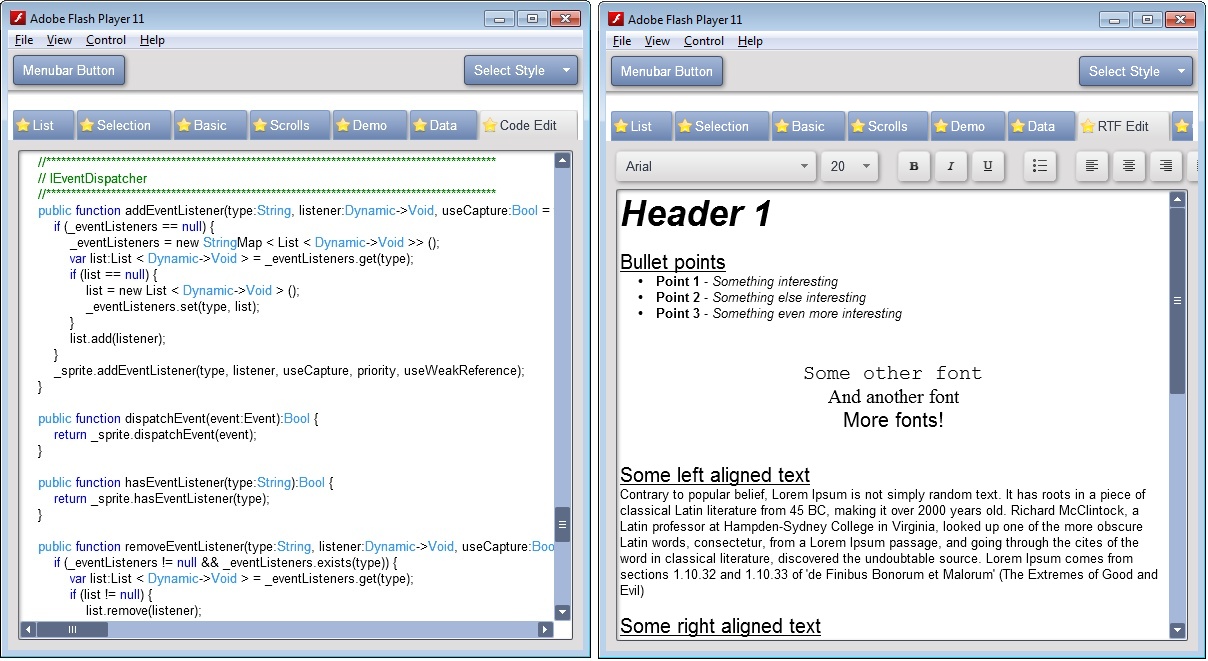 Adobe Flash Player 11
File View Control Help
Menubar Button Select Style
List Selection Basic Scrolls Demo Data Code Edit
//******************************************************************************************
// IEventDispatcher
//******************************************************************************************
public function addEventListener(type:String, listener:Dynamic->Void, useCapture:Bool =
if (_eventListeners == null) {
_eventListeners = new StringMap < List < Dynamic->Void >> ();
var list:List < Dynamic->Void > = _eventListeners.get(type);
if (list == null) {
list = new List < Dynamic->Void > ();
_eventListeners.set(type, list);
}
list.add(listener);
}
_sprite.addEventListener(type, listener, useCapture, priority, useWeakReference);
}
public function dispatchEvent(event:Event):Bool {
return _sprite.dispatchEvent(event);
}
public function hasEventListener(type:String):Bool {
return _sprite.hasEventListener(type);
}
public function removeEventListener(type:String, listener:Dynamic->Void, useCapture:Boo
if (_eventListeners != null && _eventListeners.exists(type)) {
var list:List < Dynamic->Void > = _eventListeners.get(type);
if (list != null) {
list.remove(listener);
Adobe Flash Player 11
File View Control Help
Menubar Button Select Style
List Selection Basic Scrolls Demo Data RTF Edit
Arial 20 B I U
Header 1
Bullet points
• Point 1 - Something interesting
• Point 2 - Something else interesting
• Point 3 - Something even more interesting
Some other font
And another font
More fonts!
Some left aligned text
Contrary to popular belief, Lorem Ipsum is not simply random text. It has roots in a piece of
classical Latin literature from 45 BC, making it over 2000 years old. Richard McClintock, a
Latin professor at Hampden-Sydney College in Virginia, looked up one of the more obscure
Latin words, consectetur, from a Lorem Ipsum passage, and going through the cites of the
word in classical literature, discovered the undoubtable source. Lorem Ipsum comes from
sections 1.10.32 and 1.10.33 of 'de Finibus Bonorum et Malorum' (The Extremes of Good and
Evil)
Some right aligned text